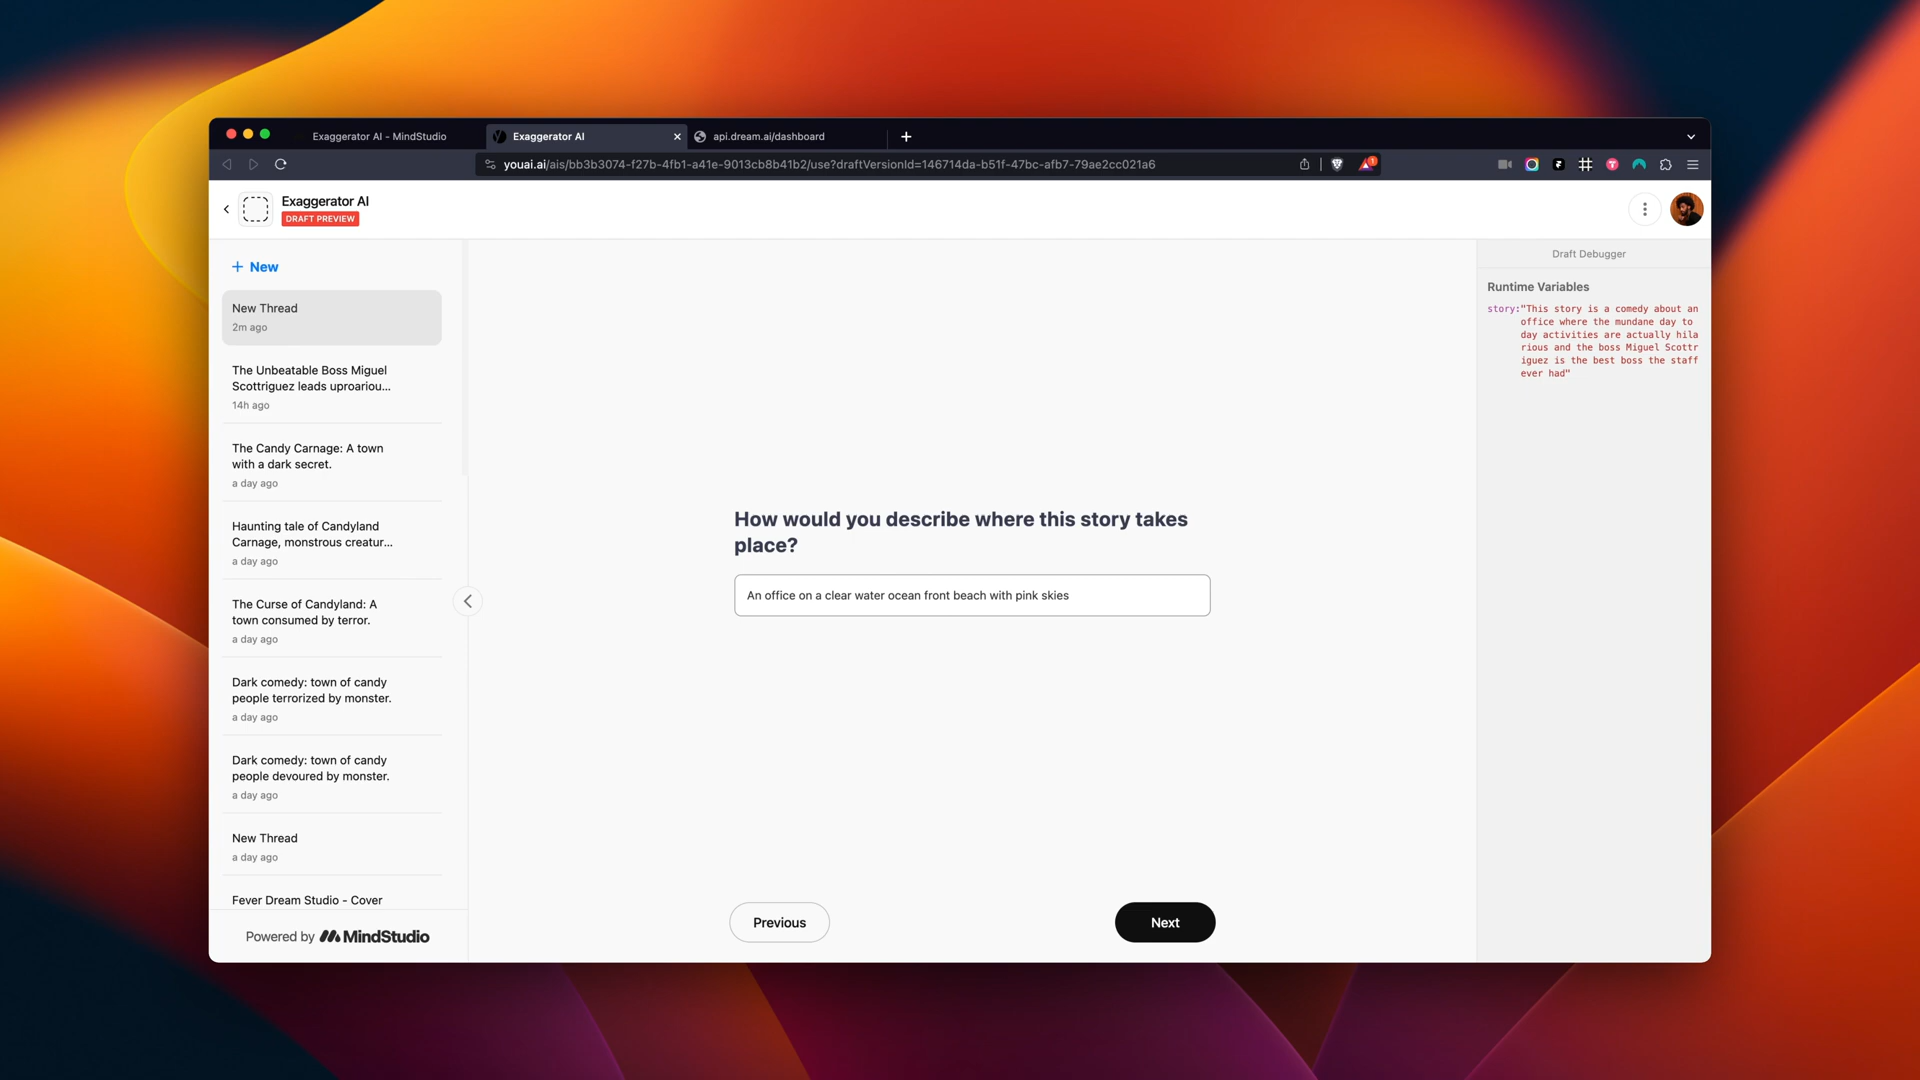 Exaggerator AI - MindStudio
Exaggerator AI
api.dream.ai/dashboard
youai.ai/ais/bb3b3074-f27b-4fb1-a41e-9013cb8b41b2/use?draftVersionId=146714da-b51f-47bc-afb7-79ae2cc021a6
1
Exaggerator AI
DRAFT PREVIEW
+ New
New Thread
2m ago
The Unbeatable Boss Miguel
Scottriguez leads uproariou...
14h ago
The Candy Carnage: A town
with a dark secret.
a day ago
Haunting tale of Candyland
Carnage, monstrous creatur...
a day ago
The Curse of Candyland: A
town consumed by terror.
a day ago
Dark comedy: town of candy
people terrorized by monster.
a day ago
Dark comedy: town of candy
people devoured by monster.
a day ago
New Thread
a day ago
Fever Dream Studio - Cover
Powered by MindStudio
How would you describe where this story takes
place?
An office on a clear water ocean front beach with pink skies
Previous
Next
Draft Debugger
Runtime Variables
story:"This story is a comedy about an
office where the mundane day to
day activities are actually hila
rious and the boss Miguel Scottr
iguez is the best boss the staff
ever had"